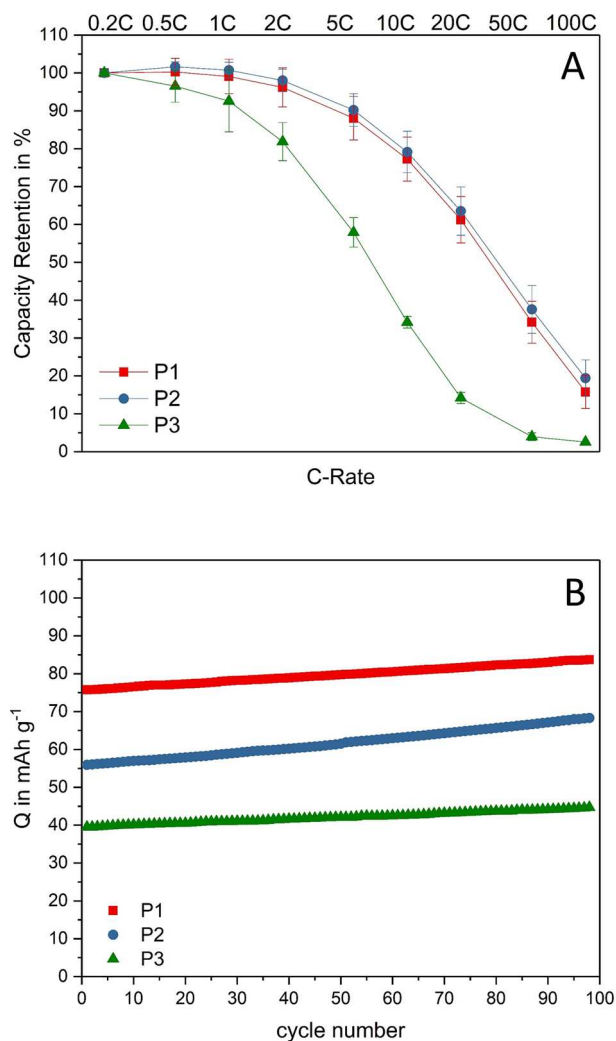 0.2C 0.5C 1C 2C 5C 10C 20C 50C 100C
A
110
100
90
80
70
60
50
40
30
20
10
0
Capacity Retention in %
P1
P2
P3
C-Rate
B
110
100
90
80
70
60
50
40
30
20
10
0
Q in mAh g⁻¹
P1
P2
P3
0 10 20 30 40 50 60 70 80 90 100
cycle number